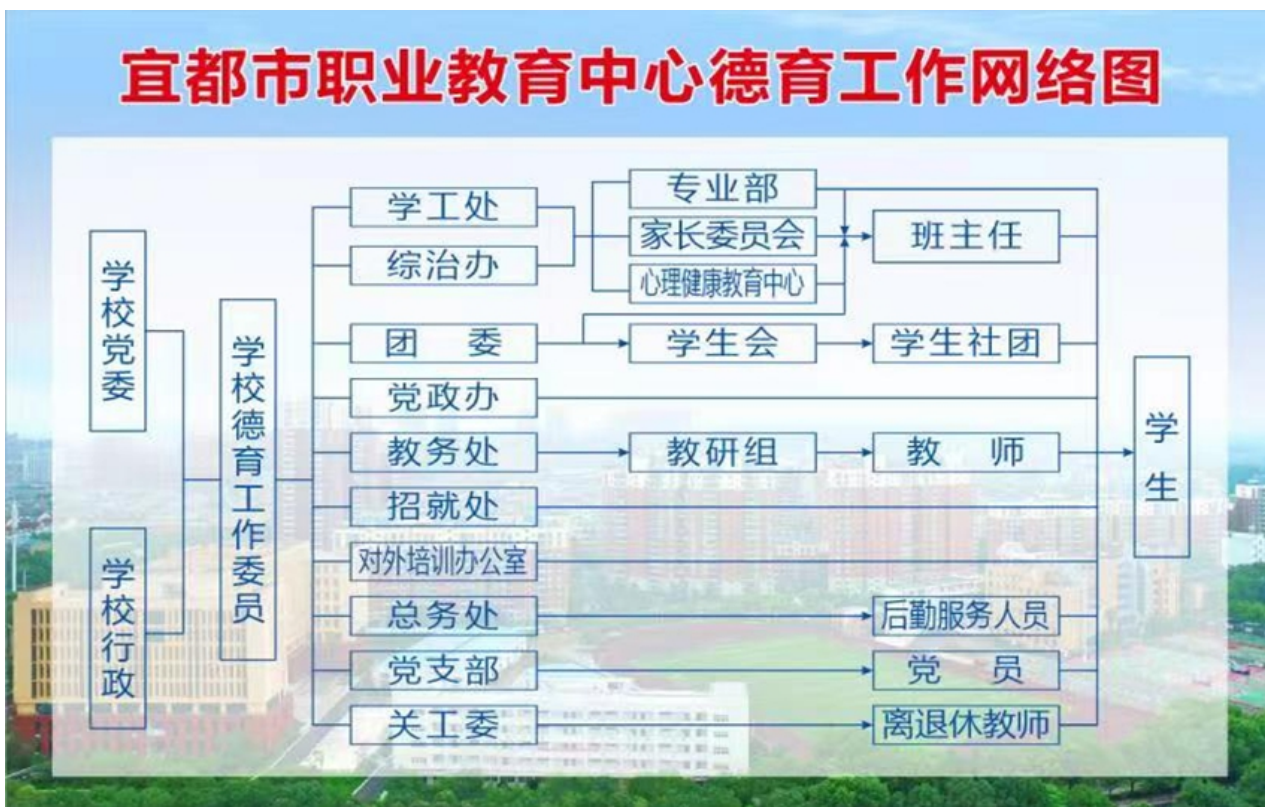 宜都市职业教育中心德育工作网络图
学校党委
学校行政
学校德育工作委员
学工处
综治办
团委
党政办
教务处
招就处
对外培训办公室
总务处
党支部
关工委
专业部
家长委员会
心理健康教育中心
学生会
教研组
班主任
学生社团
教师
后勤服务人员
党员
离退休教师
学生